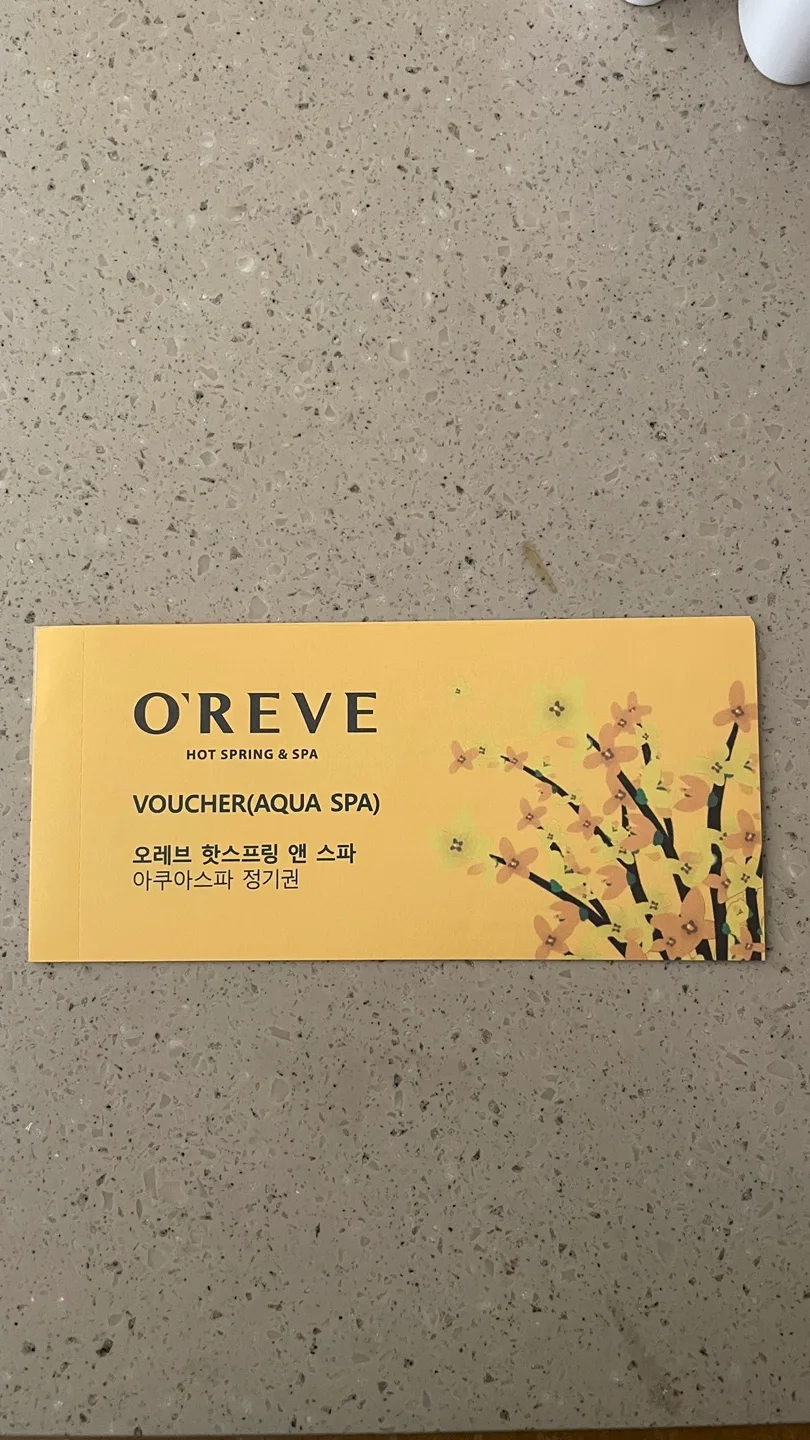 O'REVE
HOT SPRING & SPA
VOUCHER(AQUA SPA)
오레브 핫스프링 앤 스파
아쿠아스파 정기권